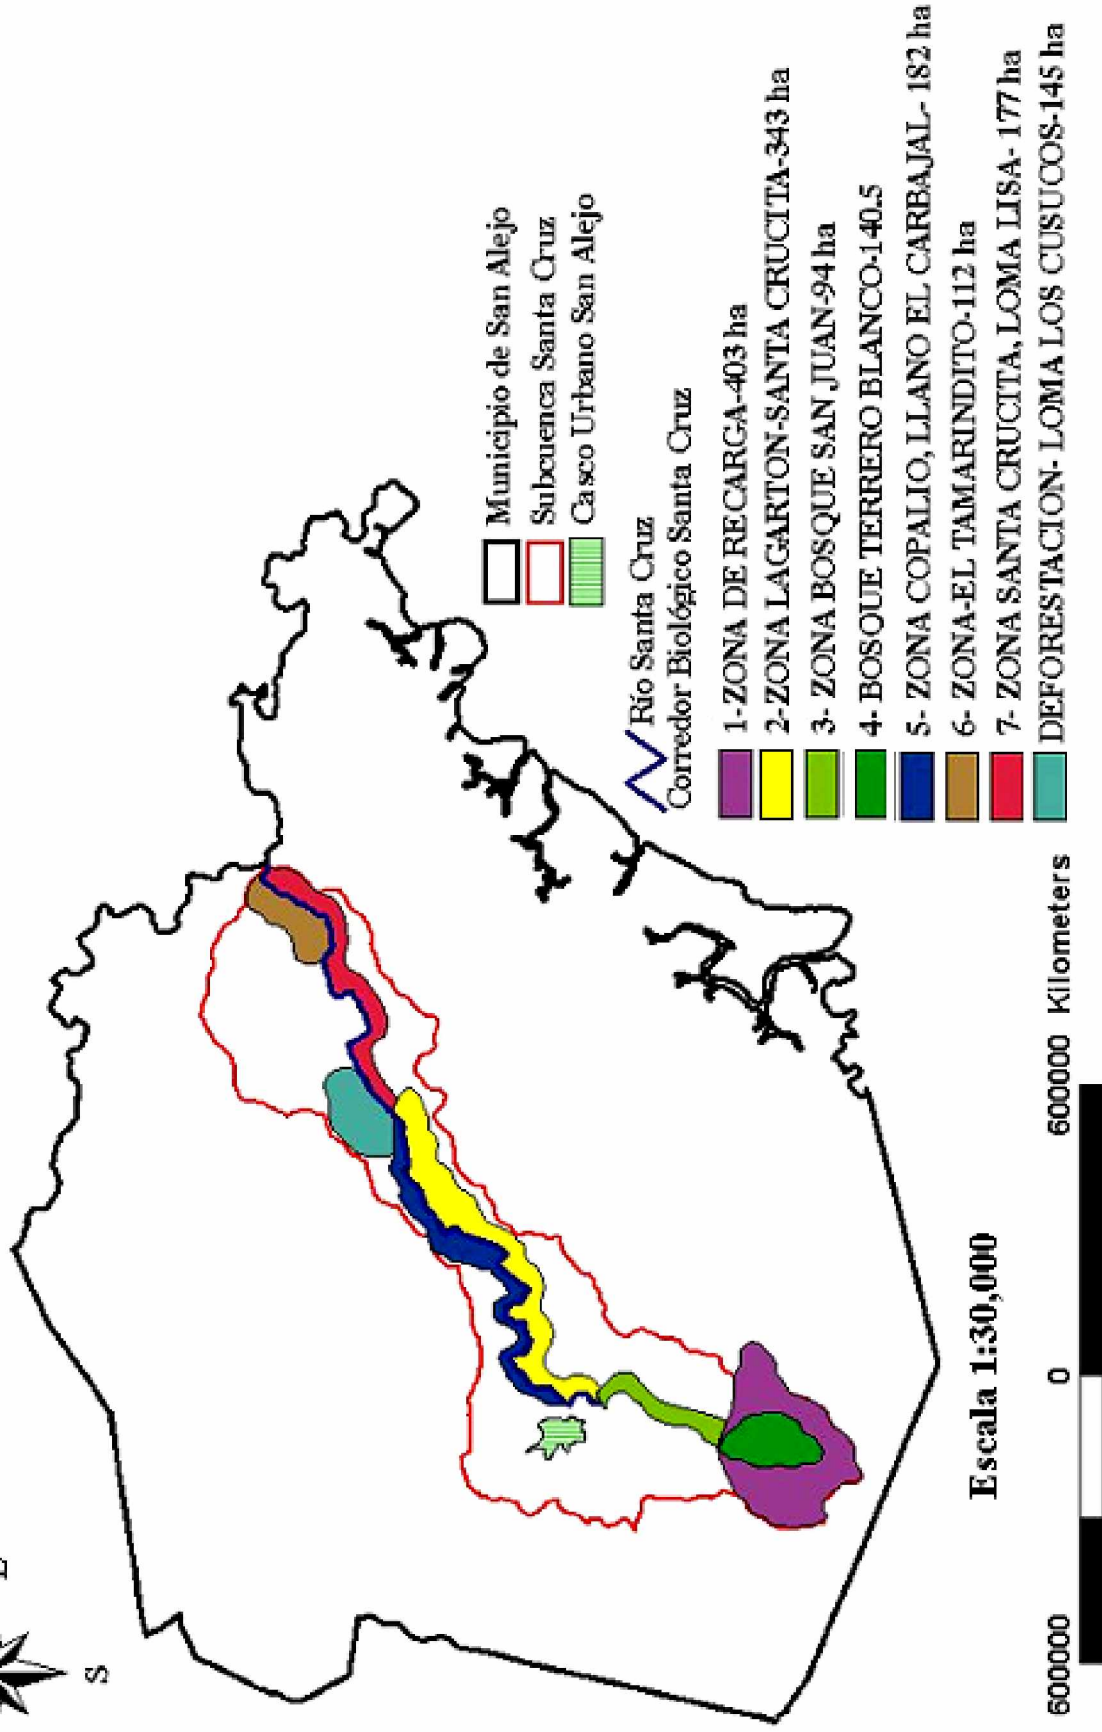 S
Municipio de San Alejo
Subcuenca Santa Cruz
Casco Urbano San Alejo
Río Santa Cruz
Corredor Biológico Santa Cruz
1-ZONA DE RECARGA-403 ha
2-ZONA LAGARTON-SANTA CRUCITA-343 ha
3- ZONA BOSQUE SAN JUAN-94 ha
4- BOSQUE TERRERO BLANCO-140.5
5- ZONA COPALIO, LLANO EL CARBAJAL- 182 ha
6- ZONA-EL TAMARINDITO-112 ha
7- ZONA SANTA CRUCITA, LOMA LISA- 177 ha
DEFORESTACION- LOMA LOS CUSUCOS-145 ha
Escala 1:30,000
600000 0 600000 Kilometers